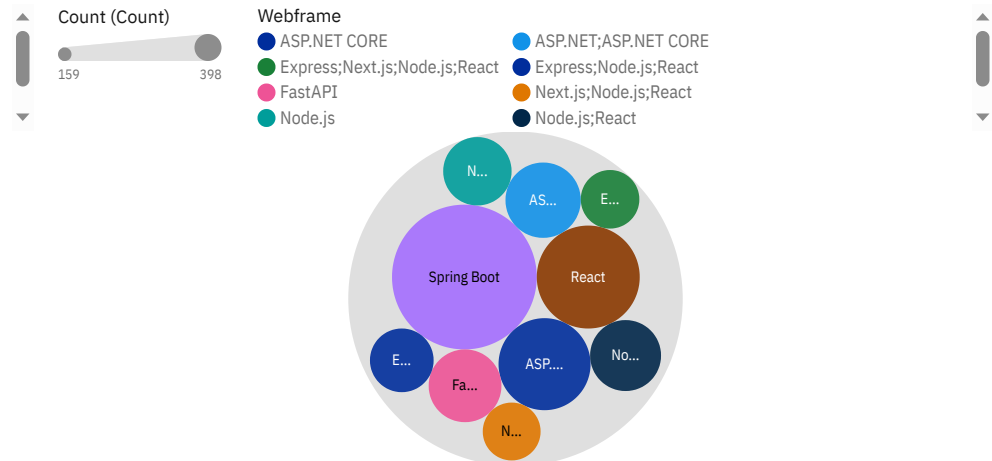 Count (Count)
159
398
Webframe
ASP.NET CORE
ASP.NET;ASP.NET CORE
Express;Next.js;Node.js;React
Express;Node.js;React
FastAPI
Next.js;Node.js;React
Node.js
Node.js;React
N...
AS...
E...
Spring Boot
React
E...
Fa...
ASP....
No...
N...